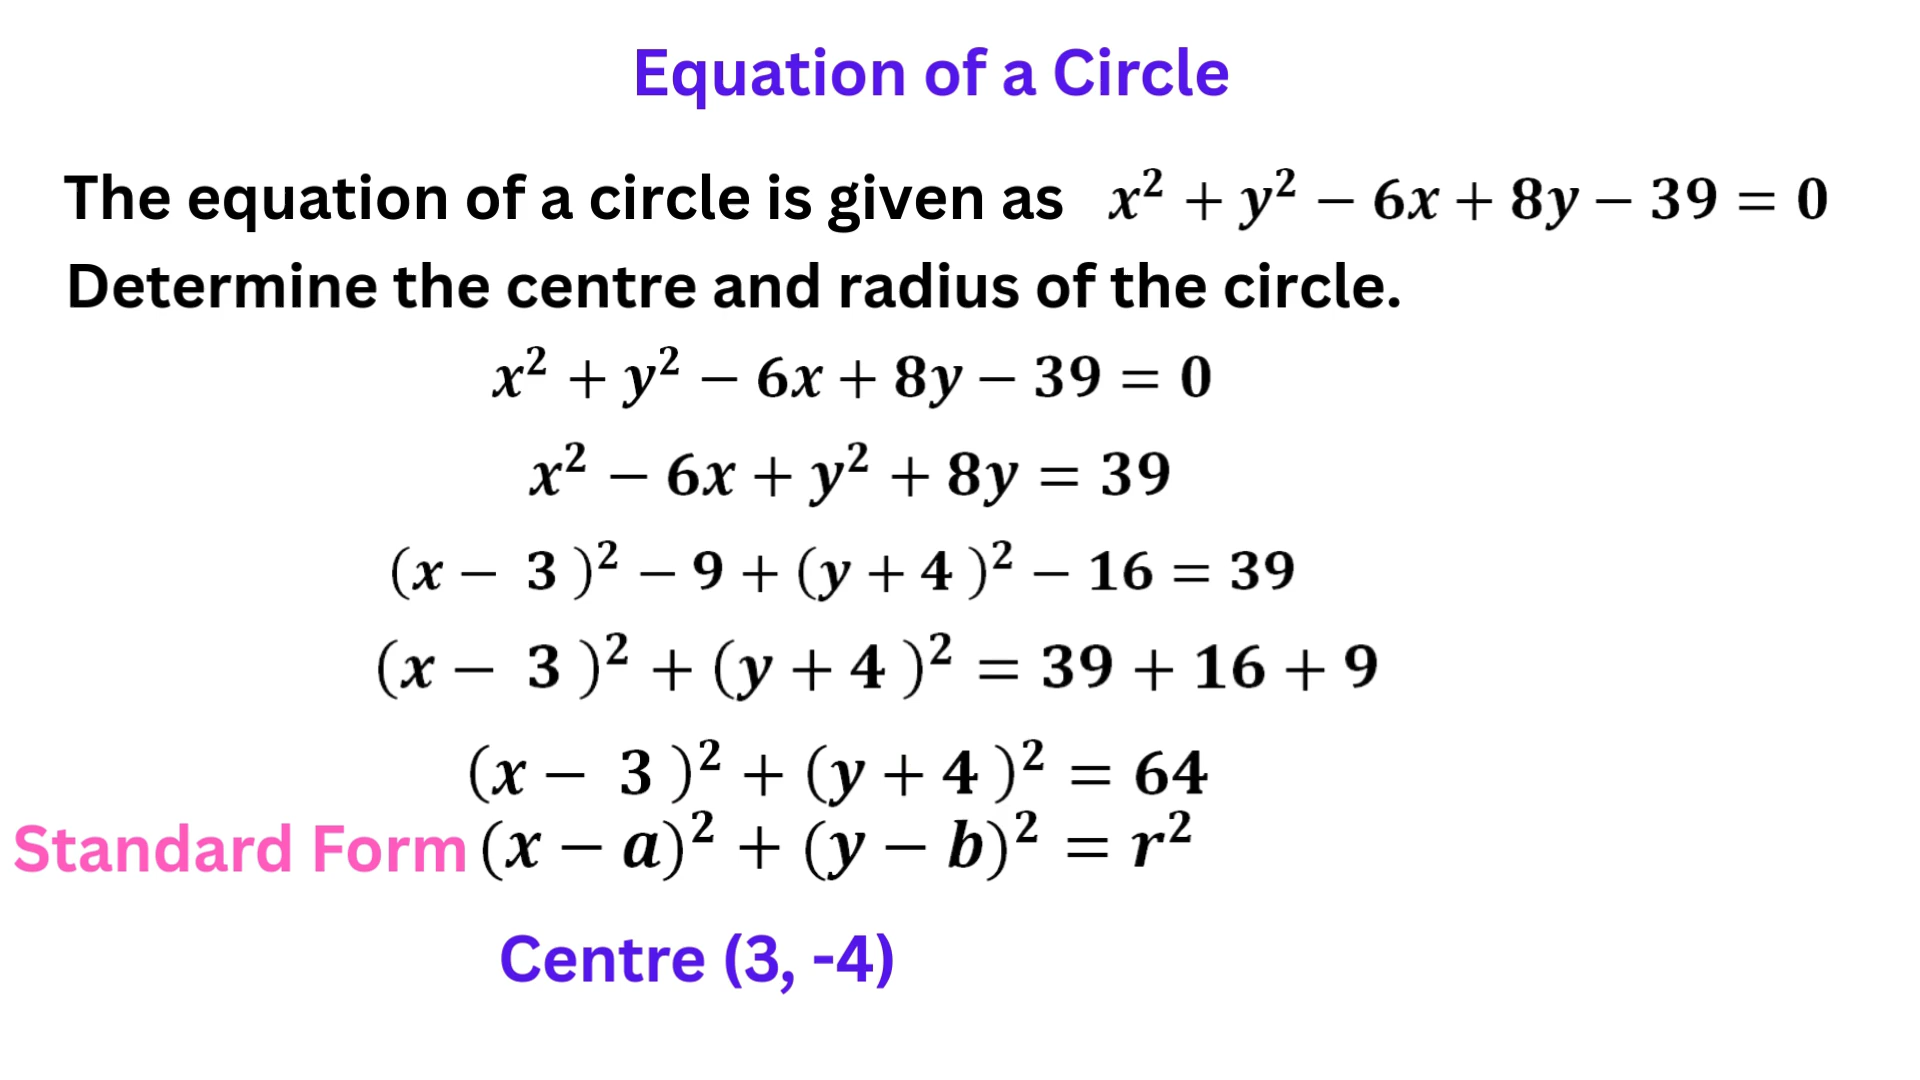 Equation of a Circle
The equation of a circle is given as x² + y² − 6x + 8y − 39 = 0
Determine the centre and radius of the circle.
x² + y² − 6x + 8y − 39 = 0
x² − 6x + y² + 8y = 39
(x − 3 )² − 9 + (y + 4 )² − 16 = 39
(x − 3 )² + (y + 4 )² = 39 + 16 + 9
(x − 3 )² + (y + 4 )² = 64
Standard Form (x − a)² + (y − b)² = r²
Centre (3, -4)